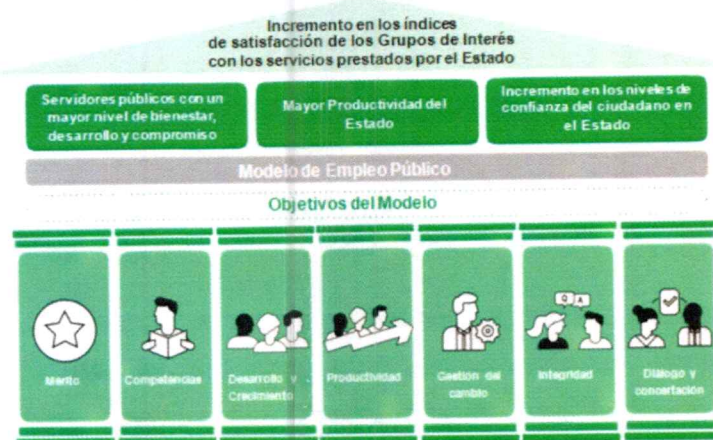 Incremento en los índices
de satisfacción de los Grupos de Interés
con los servicios prestados por el Estado
Servidores públicos con un
mayor nivel de bienestar,
desarrollo y compromiso
Mayor Productividad del
Estado
Incremento en los niveles de
confianza del ciudadano en
el Estado
Modelo de Empleo Público
Objetivos del Modelo
Q A
Mérito
Competencias
Desarrollo y
Crecimiento
Productividad
Gestión del
cambio
Integridad
Diálogo y
concertación